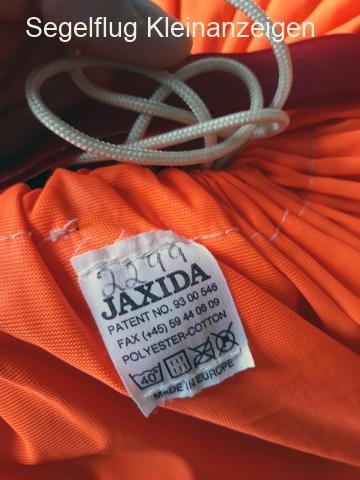 Segelflug Kleinanzeigen
2299
JAXIDA
PATENT NO. 93 00 546
FAX (+45) 59 44 06 09
POLYESTER-COTTON
40°
MADE IN EUROPE